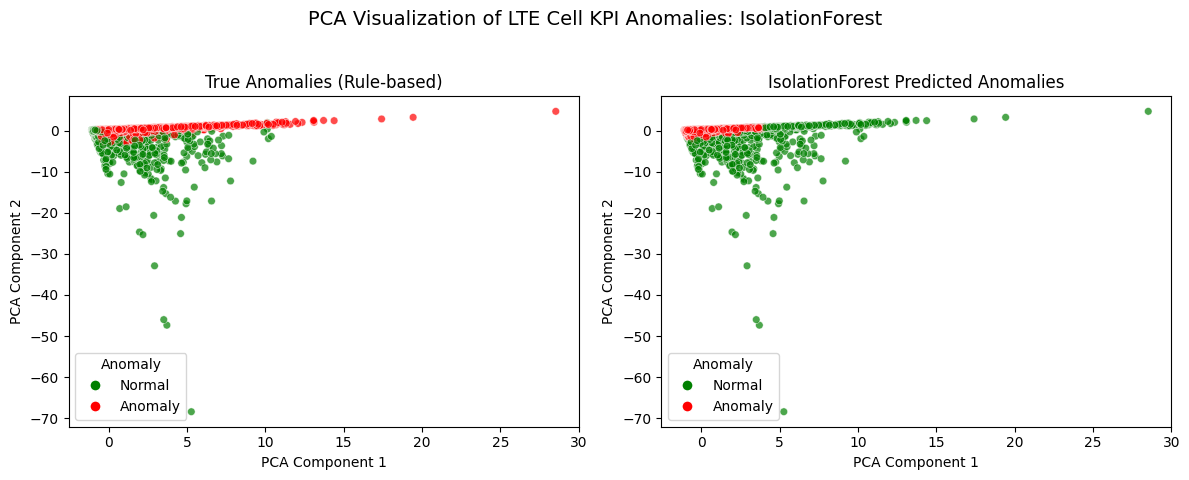 PCA Visualization of LTE Cell KPI Anomalies: IsolationForest
True Anomalies (Rule-based)
0
−10
−20
−30
−40
−50
−60
−70
PCA Component 2
Anomaly
Normal
Anomaly
0
5
10
15
20
25
30
PCA Component 1
IsolationForest Predicted Anomalies
0
−10
−20
−30
−40
−50
−60
−70
PCA Component 2
Anomaly
Normal
Anomaly
0
5
10
15
20
25
30
PCA Component 1